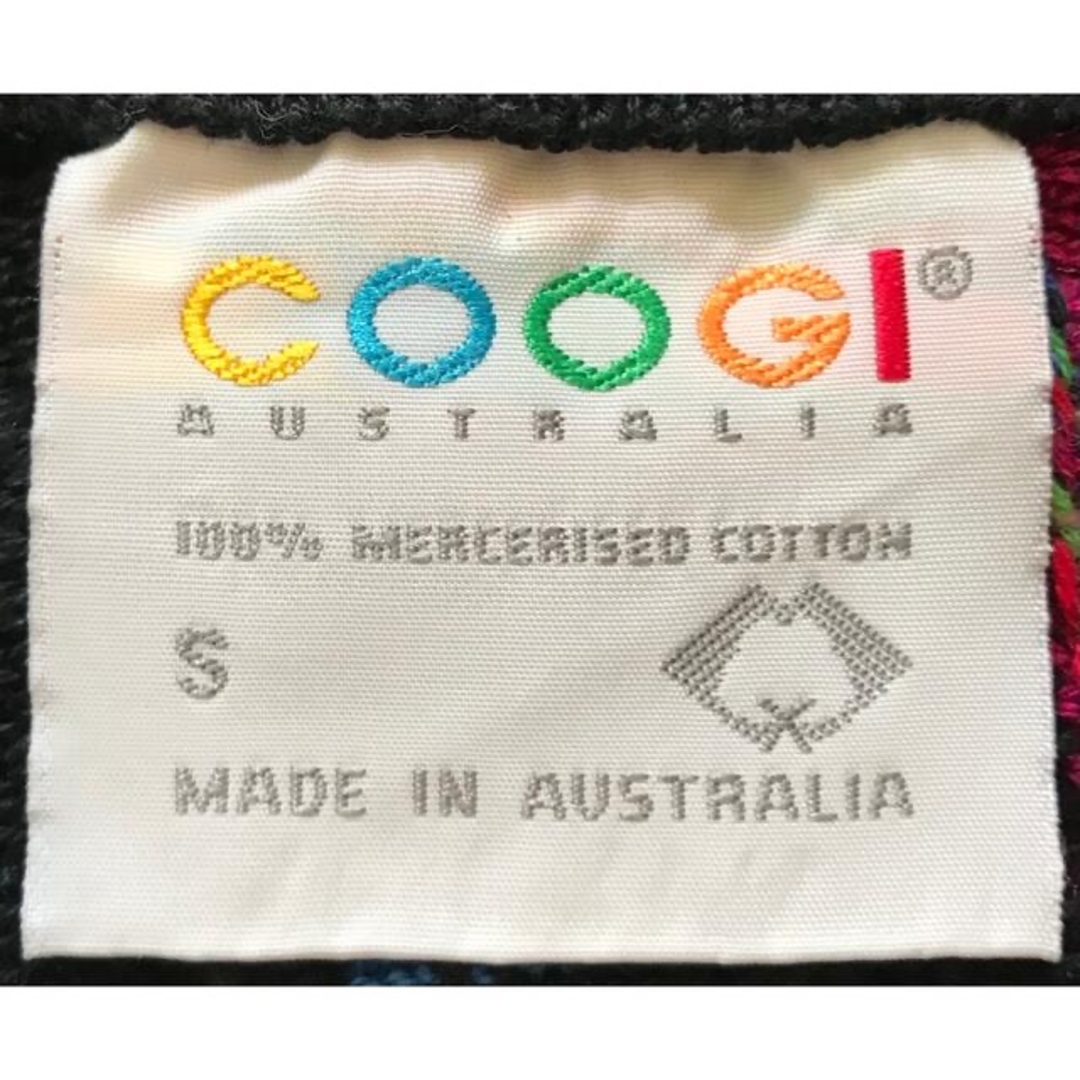 COOGI®
AUSTRALIA
100% MERCERISED COTTON
S
MADE IN AUSTRALIA